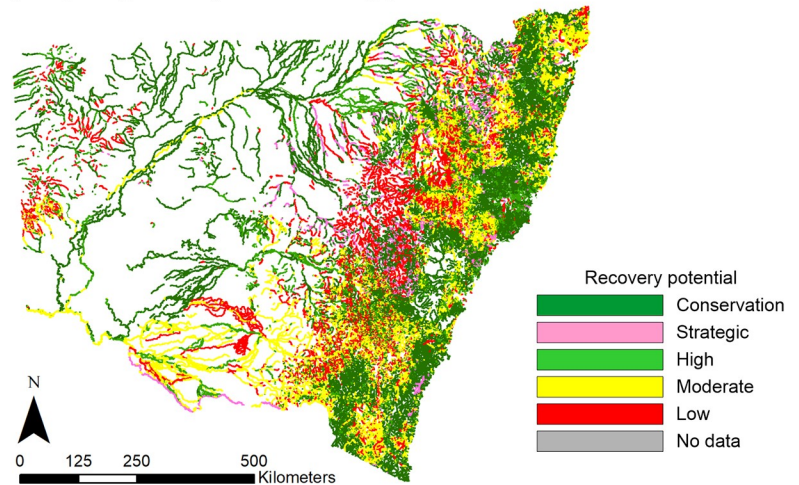 Recovery potential
Conservation
Strategic
High
Moderate
Low
No data
N
0 125 250 500
Kilometers